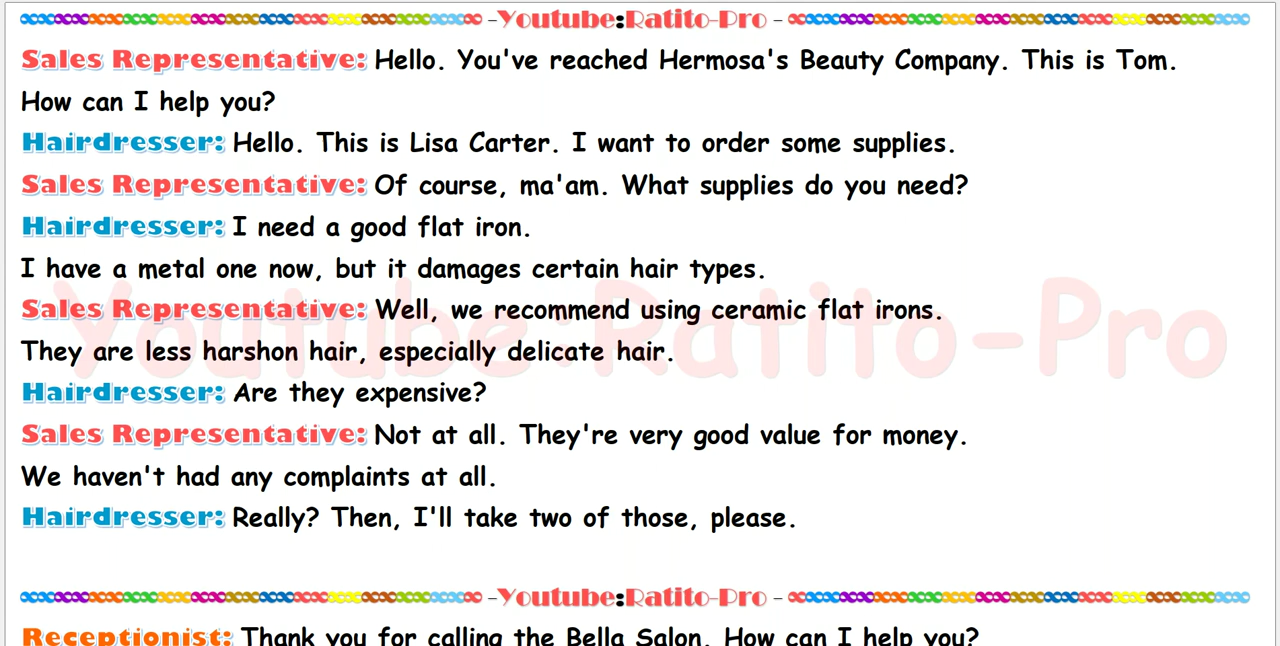 -Youtube:Ratito-Pro -
Sales Representative: Hello. You've reached Hermosa's Beauty Company. This is Tom.
How can I help you?
Hairdresser: Hello. This is Lisa Carter. I want to order some supplies.
Sales Representative: Of course, ma'am. What supplies do you need?
Hairdresser: I need a good flat iron.
I have a metal one now, but it damages certain hair types.
Sales Representative: Well, we recommend using ceramic flat irons.
They are less harshon hair, especially delicate hair.
Youtube:Ratito-Pro
Hairdresser: Are they expensive?
Sales Representative: Not at all. They're very good value for money.
We haven't had any complaints at all.
Hairdresser: Really? Then, I'll take two of those, please.
-Youtube:Ratito-Pro -
Receptionist: Thank you for calling the Bella Salon. How can I help you?